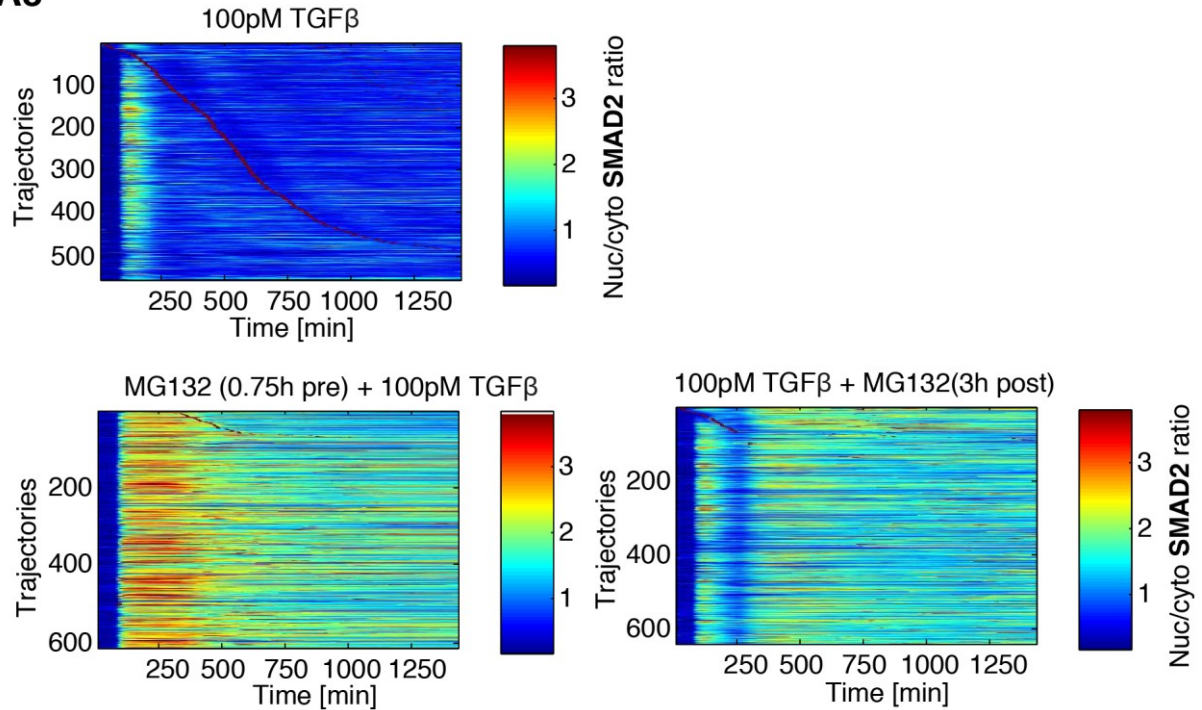 100pM TGFβ
Trajectories
100
200
300
400
500
250 500 750 1000 1250
Time [min]
3
2
1
Nuc/cyto SMAD2 ratio
MG132 (0.75h pre) + 100pM TGFβ
Trajectories
200
400
600
250 500 750 1000 1250
Time [min]
3
2
1
100pM TGFβ + MG132(3h post)
Trajectories
200
400
600
250 500 750 1000 1250
Time [min]
3
2
1
Nuc/cyto SMAD2 ratio